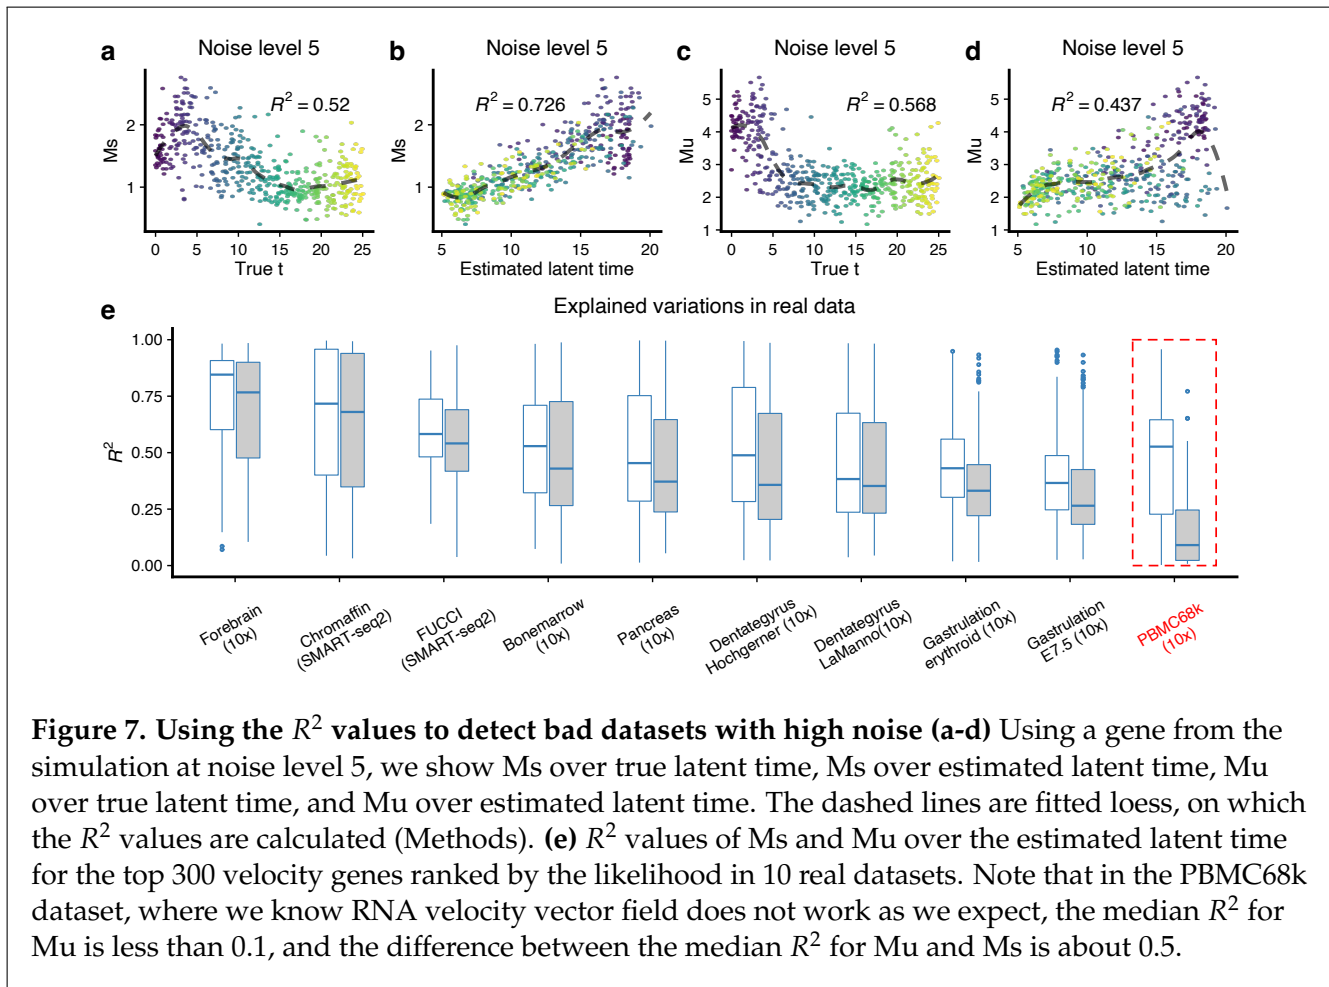 a Noise level 5
R² = 0.52
Ms
2
1
0 5 10 15 20 25
True t
b Noise level 5
R² = 0.726
Ms
2
1
5 10 15 20
Estimated latent time
c Noise level 5
R² = 0.568
Mu
5
4
3
2
1
0 5 10 15 20 25
True t
d Noise level 5
R² = 0.437
Mu
5
4
3
2
1
5 10 15 20
Estimated latent time
e Explained variations in real data
R²
1.00
0.75
0.50
0.25
0.00
Forebrain
(10x)
Chromaffin
(SMART-seq2)
FUCCI
(SMART-seq2)
Bonemarrow
(10x)
Pancreas
(10x)
Dentategyrus
Hochgerner (10x)
Dentategyrus
LaManno(10x)
Gastrulation
erythroid (10x)
Gastrulation
E7.5 (10x)
PBMC68k
(10x)
Figure 7. Using the R² values to detect bad datasets with high noise (a-d) Using a gene from the
simulation at noise level 5, we show Ms over true latent time, Ms over estimated latent time, Mu
over true latent time, and Mu over estimated latent time. The dashed lines are fitted loess, on which
the R² values are calculated (Methods). (e) R² values of Ms and Mu over the estimated latent time
for the top 300 velocity genes ranked by the likelihood in 10 real datasets. Note that in the PBMC68k
dataset, where we know RNA velocity vector field does not work as we expect, the median R² for
Mu is less than 0.1, and the difference between the median R² for Mu and Ms is about 0.5.